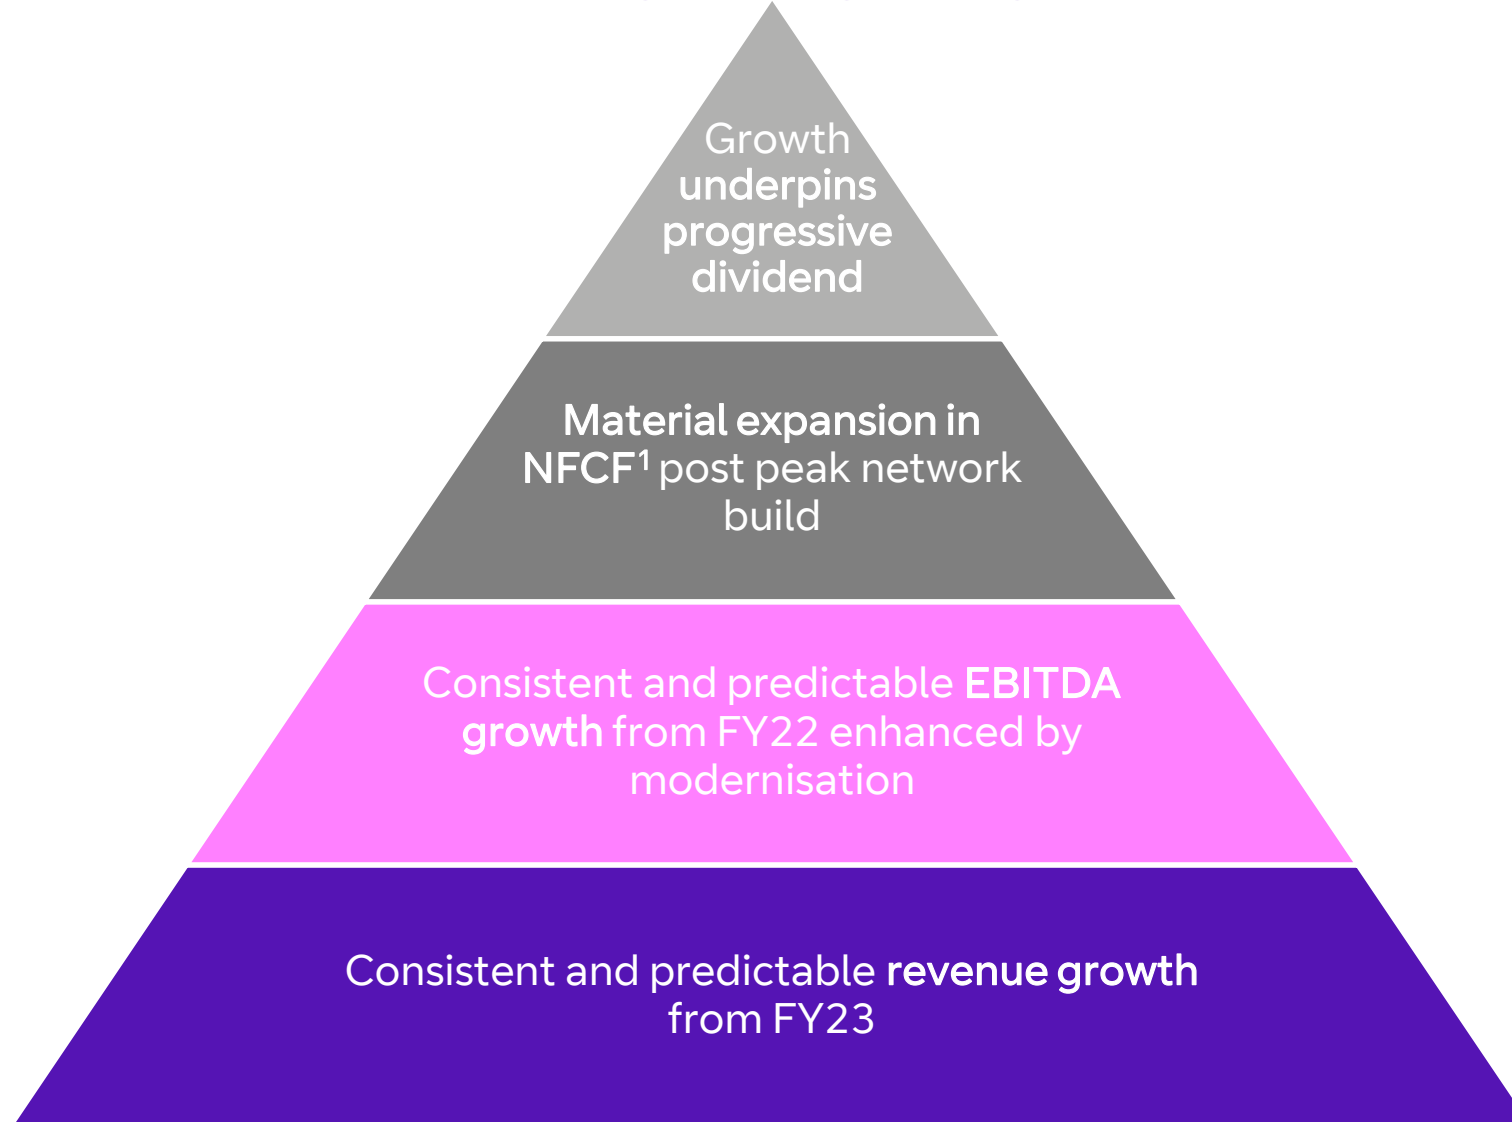 Growth
underpins
progressive
dividend
Material expansion in
NFCF¹ post peak network
build
Consistent and predictable EBITDA
growth from FY22 enhanced by
modernisation
Consistent and predictable revenue growth
from FY23